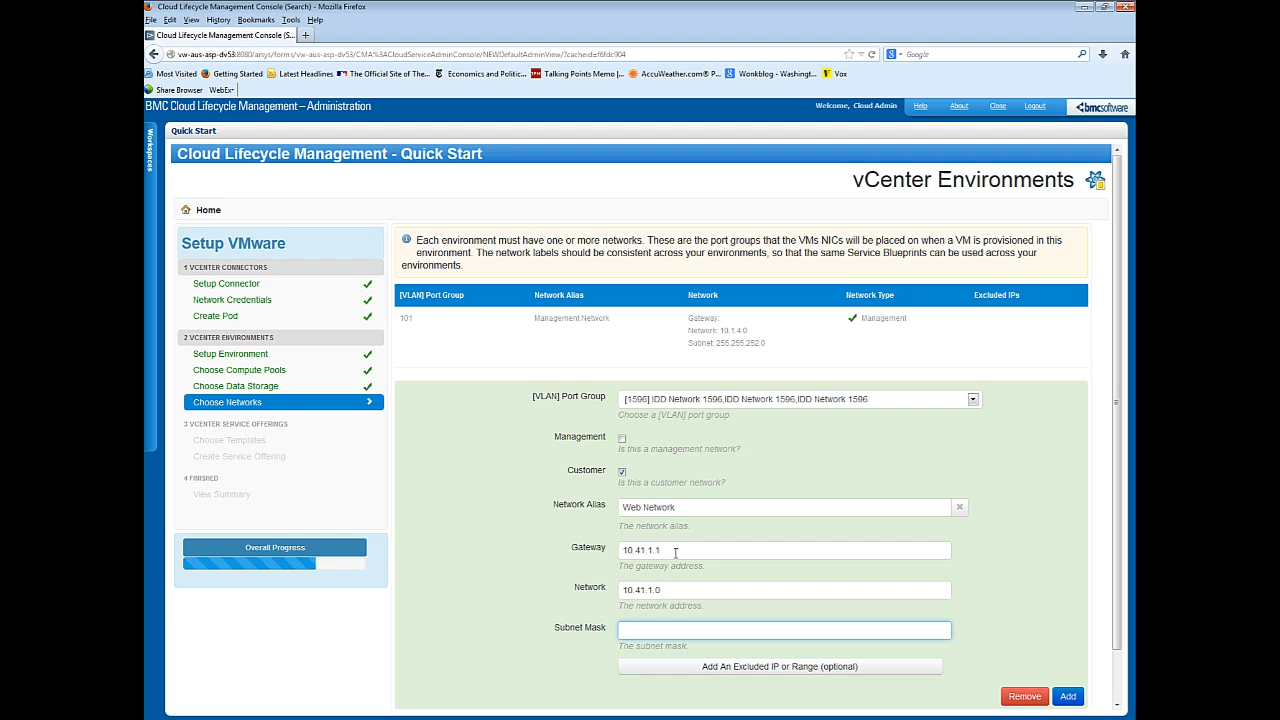 Cloud Lifecycle Management Console (Search) - Mozilla Firefox
File Edit View History Bookmarks Tools Help
Cloud Lifecycle Management Console (S...
vw-aus-asp-dv53:8080/arsys/forms/vw-aus-asp-dv53/CMA%3ACloudServiceAdminConsole/NEWDefaultAdminView/?cacheid=f6fdc904
Google
Most Visited Getting Started Latest Headlines The Official Site of The... Economics and Politic... Talking Points Memo |... AccuWeather.com® P... Wonkblog - Washingt... Vox
Share Browser WebEx
BMC Cloud Lifecycle Management—Administration
Welcome, Cloud Admin Help About Close Logout bmcsoftware
Workspaces
Quick Start
Cloud Lifecycle Management - Quick Start
vCenter Environments
Home
Setup VMware
1 VCENTER CONNECTORS
Setup Connector
Network Credentials
Create Pod
2 VCENTER ENVIRONMENTS
Setup Environment
Choose Compute Pools
Choose Data Storage
Choose Networks
3 VCENTER SERVICE OFFERINGS
Choose Templates
Create Service Offering
4 FINISHED
View Summary
Overall Progress
Each environment must have one or more networks. These are the port groups that the VMs NICs will be placed on when a VM is provisioned in this
environment. The network labels should be consistent across your environments, so that the same Service Blueprints can be used across your
environments.
[VLAN] Port Group Network Alias Network Network Type Excluded IPs
101 Management Network Gateway: Management
Network: 10.1.4.0
Subnet: 255.255.252.0
[VLAN] Port Group [1596] IDD Network 1596,IDD Network 1596,IDD Network 1596
Choose a [VLAN] port group.
Management
Is this a management network?
Customer
Is this a customer network?
Network Alias Web Network
The network alias.
Gateway 10.41.1.1
The gateway address.
Network 10.41.1.0
The network address.
Subnet Mask
The subnet mask.
Add An Excluded IP or Range (optional)
Remove Add